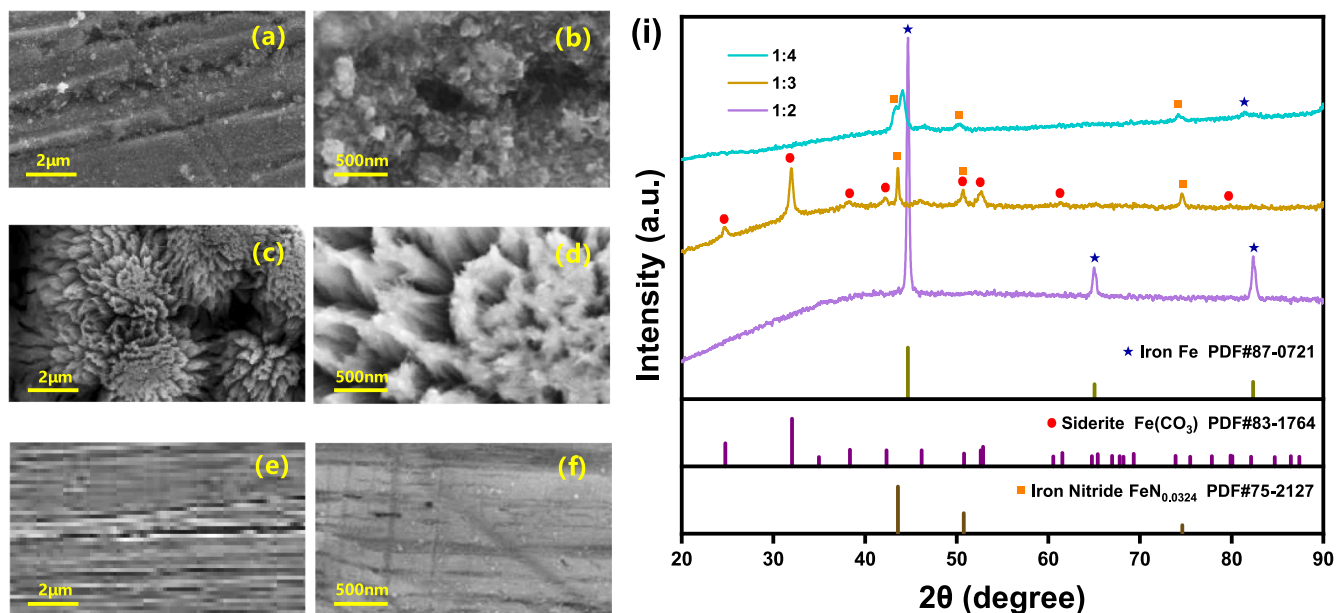 (a)
2μm
(b)
500nm
(c)
2μm
(d)
500nm
(e)
2μm
(f)
500nm
(i)
1:4
1:3
1:2
Intensity (a.u.)
Iron Fe PDF#87-0721
Siderite Fe(CO₃) PDF#83-1764
Iron Nitride FeN₀.₀₃₂₄ PDF#75-2127
20 30 40 50 60 70 80 90
2θ (degree)